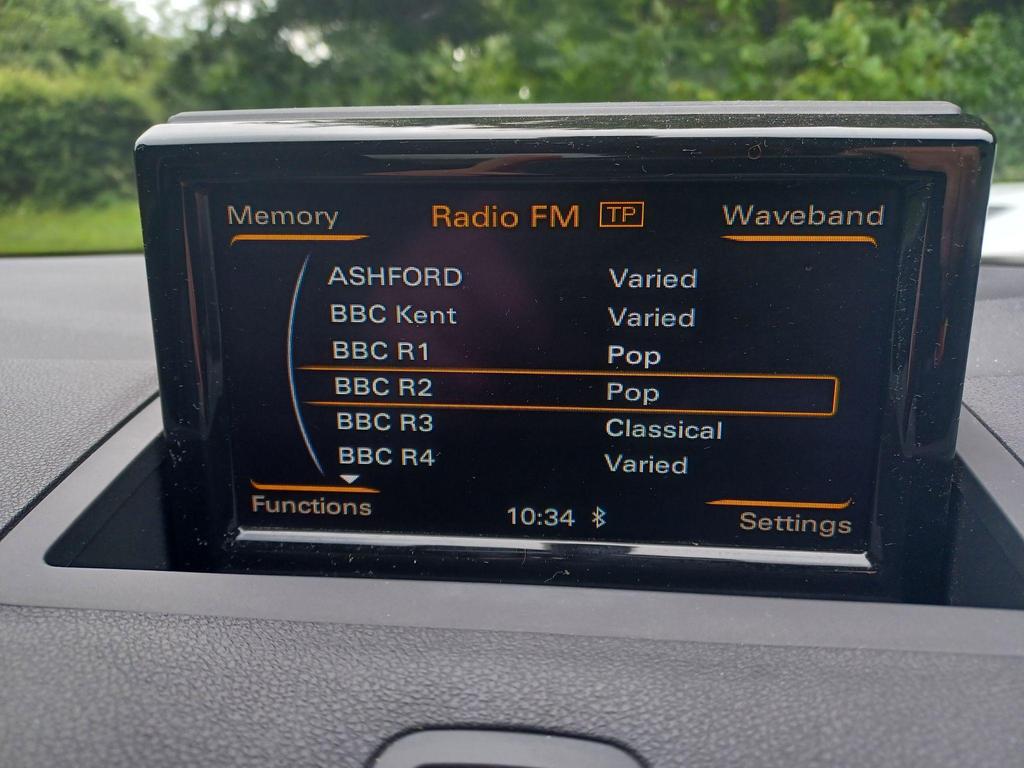 Memory Radio FM TP Waveband
ASHFORD Varied
BBC Kent Varied
BBC R1 Pop
BBC R2 Pop
BBC R3 Classical
BBC R4 Varied
Functions 10:34 Settings